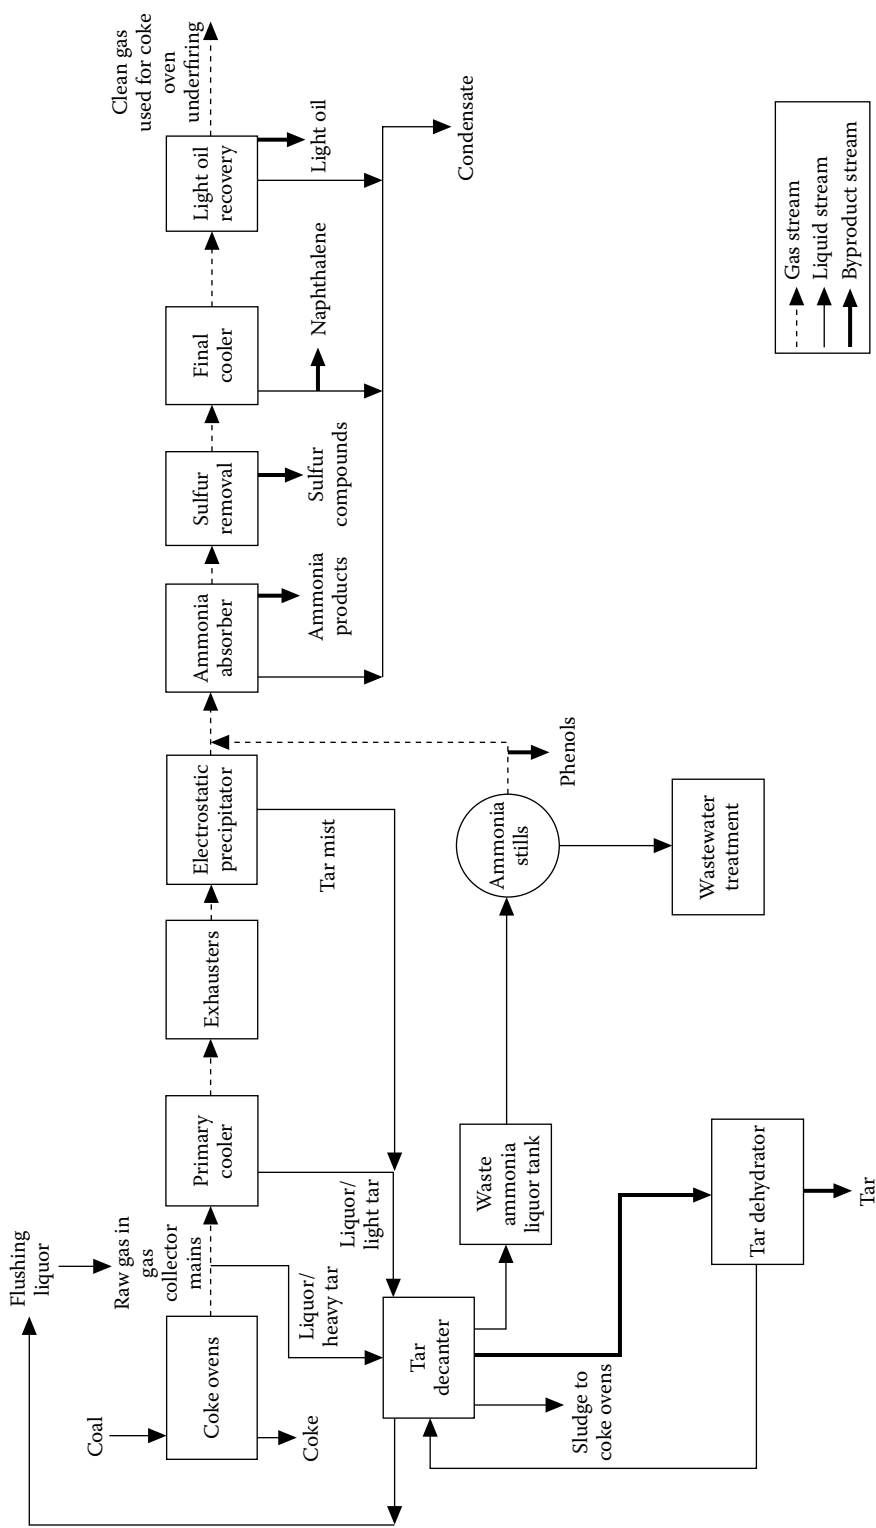 Flushing
liquor
Raw gas in
gas
collector
mains
Coal
Coke ovens
Coke
Primary
cooler
Exhausters
Electrostatic
precipitator
Ammonia
absorber
Sulfur
removal
Final
cooler
Light oil
recovery
Clean gas
used for coke
oven
underfiring
Liquor/
heavy tar
Liquor/
light tar
Tar mist
Ammonia
products
Sulfur
compounds
Naphthalene
Light oil
Condensate
Tar
decanter
Sludge to
coke ovens
Waste
ammonia
liquor tank
Ammonia
stills
Phenols
Wastewater
treatment
Tar dehydrator
Tar
Gas stream
Liquid stream
Byproduct stream